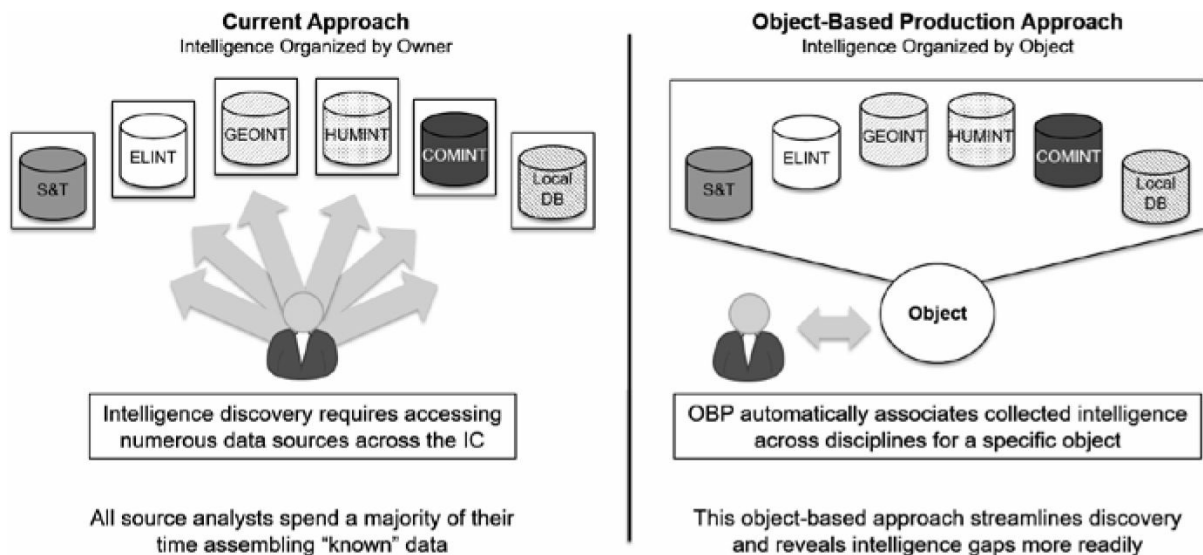 Current Approach
Intelligence Organized by Owner
S&T
ELINT
GEOINT
HUMINT
COMINT
Local
DB
Intelligence discovery requires accessing
numerous data sources across the IC
All source analysts spend a majority of their
time assembling “known” data
Object-Based Production Approach
Intelligence Organized by Object
S&T
ELINT
GEOINT
HUMINT
COMINT
Local
DB
Object
OBP automatically associates collected intelligence
across disciplines for a specific object
This object-based approach streamlines discovery
and reveals intelligence gaps more readily